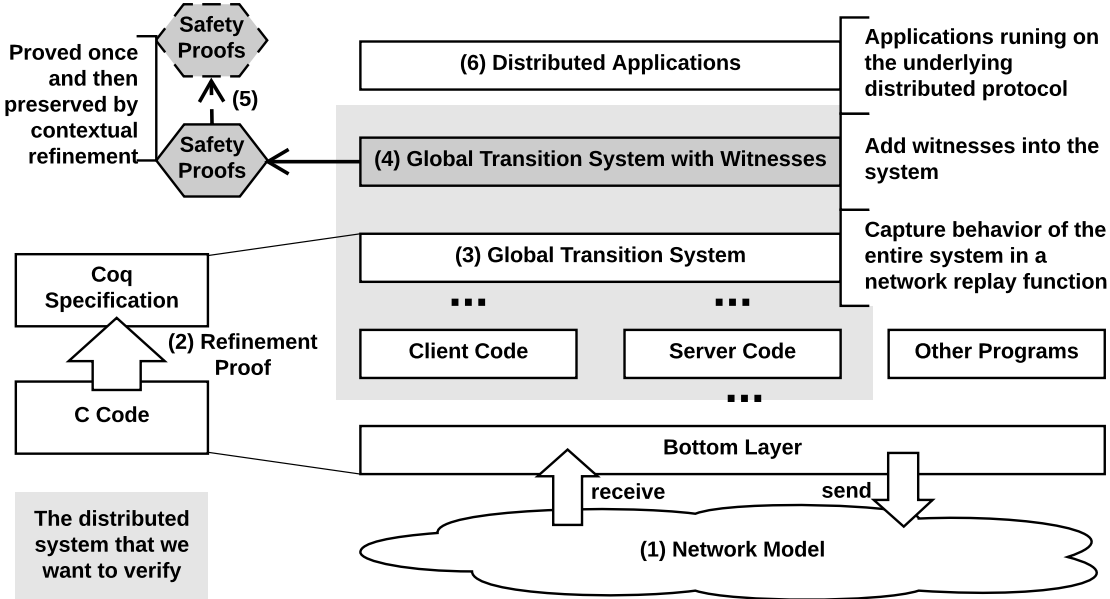 Safety
Proofs
Proved once
and then
preserved by
contextual
refinement
(5)
Safety
Proofs
(6) Distributed Applications
Applications runing on
the underlying
distributed protocol
(4) Global Transition System with Witnesses
Add witnesses into the
system
(3) Global Transition System
Capture behavior of the
entire system in a
network replay function
...
...
Coq
Specification
(2) Refinement
Proof
C Code
Client Code
Server Code
Other Programs
...
Bottom Layer
receive
send
(1) Network Model
The distributed
system that we
want to verify